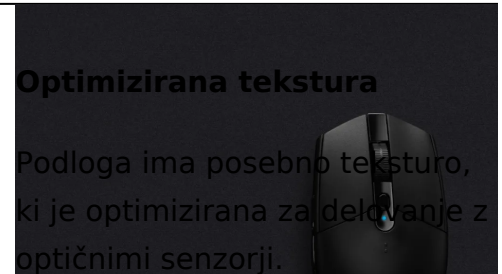 Optimizirana tekstura
Podloga ima posebno teksturo,
ki je optimizirana za delovanje z
optičnimi senzorji.